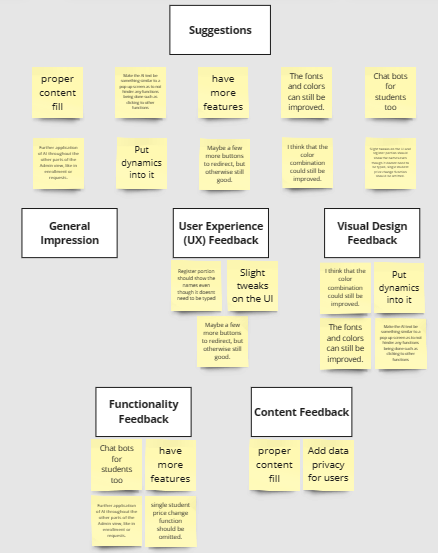 Suggestions
proper
content
fill
Make the AI tool be
something similar to a
pop up screen as to not
hinder any functions
being done such as
clicking to other
functions
have
more
features
The fonts
and colors
can still be
improved.
Chat bots
for
students
too
Further application
of AI throughout the
other parts of the
Admin view, like in
enrollment or
requests.
Put
dynamics
into it
Maybe a few
more buttons
to redirect, but
otherwise still
good.
I think that the
color
combination
could still be
improved.
General
Impression
User Experience
(UX) Feedback
Visual Design
Feedback
Register portion
should show the
names even
though it doesnt
need to be typed
Slight
tweaks
on the UI
Maybe a few
more buttons
to redirect, but
otherwise still
good.
I think that the
color
combination
could still be
improved.
Put
dynamics
into it
The fonts
and colors
can still be
improved.
Make the AI tool be
something similar to a
pop up screen as to not
hinder any functions
being done such as
clicking to other
functions
Functionality
Feedback
Content Feedback
Chat bots
for
students
too
have
more
features
Further application
of AI throughout the
other parts of the
Admin view, like in
enrollment or
requests.
single student
price change
function
should be
omitted.
proper
content
fill
Add data
privacy
for users